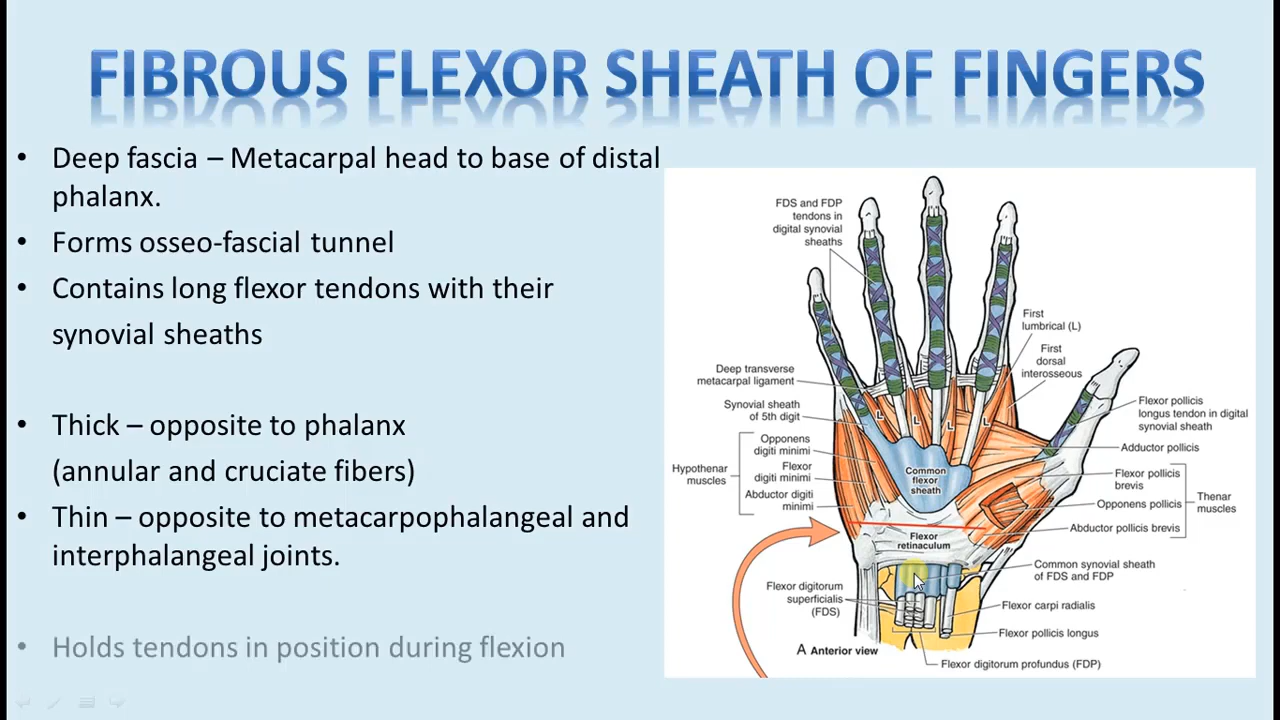 FIBROUS FLEXOR SHEATH OF FINGERS
• Deep fascia – Metacarpal head to base of distal
phalanx.
• Forms osseo-fascial tunnel
• Contains long flexor tendons with their
synovial sheaths
• Thick – opposite to phalanx
(annular and cruciate fibers)
• Thin – opposite to metacarpophalangeal and
interphalangeal joints.
• Holds tendons in position during flexion
FDS and FDP
tendons in
digital synovial
sheaths
Deep transverse
metacarpal ligament
Synovial sheath
of 5th digit
Opponens
digiti minimi
Hypothenar
muscles
Flexor
digiti minimi
Abductor digiti
minimi
Flexor digitorum
superficialis
(FDS)
A Anterior view
L
L
L
L
Common
flexor
sheath
Flexor
retinaculum
First
lumbrical (L)
First
dorsal
interosseous
Flexor pollicis
longus tendon in digital
synovial sheath
Adductor pollicis
Flexor pollicis
brevis
Opponens pollicis
Thenar
muscles
Abductor pollicis brevis
Common synovial sheath
of FDS and FDP
Flexor carpi radialis
Flexor pollicis longus
Flexor digitorum profundus (FDP)